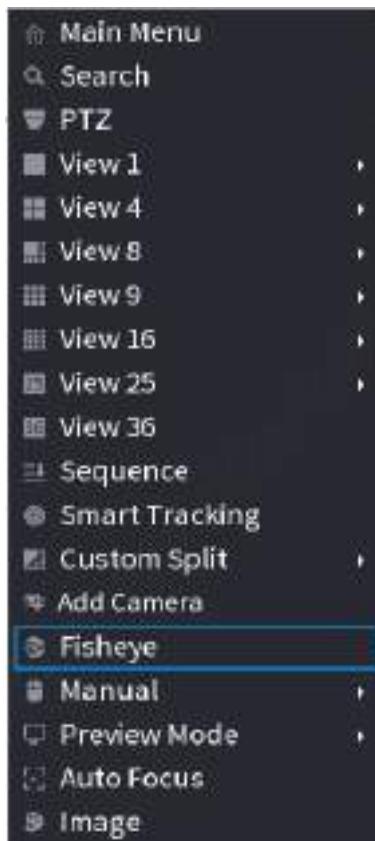 Main Menu
Search
PTZ
View 1
View 4
View 8
View 9
View 16
View 25
View 36
Sequence
Smart Tracking
Custom Split
Add Camera
Fisheye
Manual
Preview Mode
Auto Focus
Image